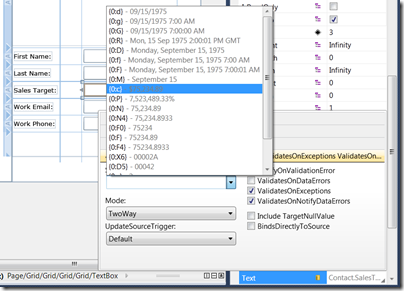 {0:d} - 09/15/1975
{0:g} - 09/15/1975 7:00 AM
{0:G} - 09/15/1975 7:00:00 AM
{0:R} - Mon, 15 Sep 1975 2:00:01 PM GMT
{0:D} - Monday, September 15, 1975
{0:f} - Monday, September 15, 1975 7:00 AM
{0:F} - Monday, September 15, 1975 7:00:01 AM
{0:M} - September 15
{0:c}
{0:P} - 7,523,489.33%
{0:N} - 75,234.89
{0:N4} - 75,234.8933
{0:F0} - 75234
{0:F} - 75234.89
{0:F4} - 75234.8933
{0:X6} - 00002A
{0:D5} - 00042
3
Infinity
Infinity
0
0
0
1
First Name:
Last Name:
Sales Target:
Work Email:
Work Phone:
ValidatesOnExceptions ValidatesOn...
yOnValidationError
ValidatesOnDataErrors
ValidatesOnExceptions
ValidatesOnNotifyDataErrors
Mode:
TwoWay
Include TargetNullValue
BindsDirectlyToSource
UpdateSourceTrigger:
Default
Page/Grid/Grid/Grid/Grid/TextBox
Text
Contact.SalesT...